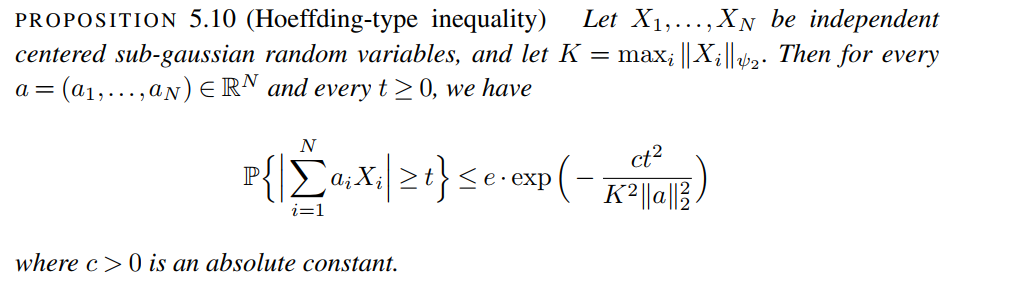 PROPOSITION 5.10 (Hoeffding-type inequality) Let X₁,…,X_N be independent
centered sub-gaussian random variables, and let K = maxᵢ ‖Xᵢ‖_ψ₂. Then for every
a = (a₁,…,a_N) ∈ ℝᴺ and every t ≥ 0, we have
ℙ{|∑_{i=1}^{N} aᵢXᵢ| ≥ t} ≤ e · exp(− ct² / K²‖a‖₂²)
where c > 0 is an absolute constant.